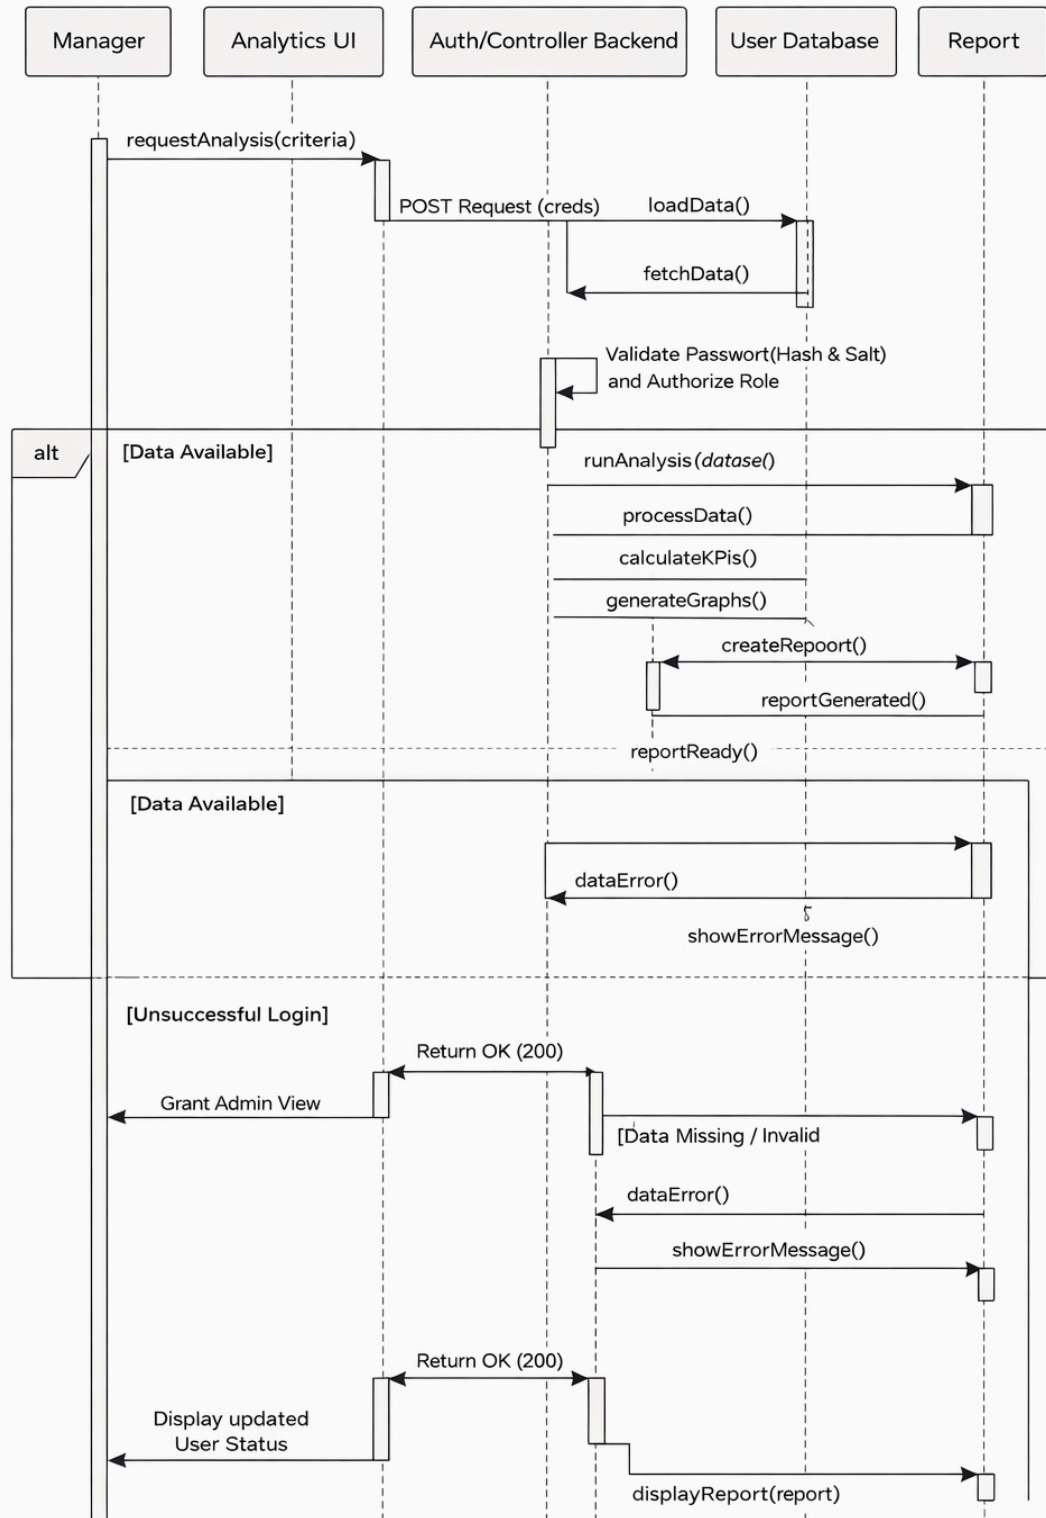 Manager
Analytics UI
Auth/Controller Backend
User Database
Report
requestAnalysis(criteria)
POST Request (creds)
loadData()
fetchData()
Validate Passwort(Hash & Salt)
and Authorize Role
alt
[Data Available]
runAnalysis(datase()
processData()
calculateKPis()
generateGraphs()
createRepoort()
reportGenerated()
reportReady()
[Data Available]
dataError()
showErrorMessage()
[Unsuccessful Login]
Return OK (200)
Grant Admin View
[Data Missing / Invalid
dataError()
showErrorMessage()
Return OK (200)
Display updated
User Status
displayReport(report)